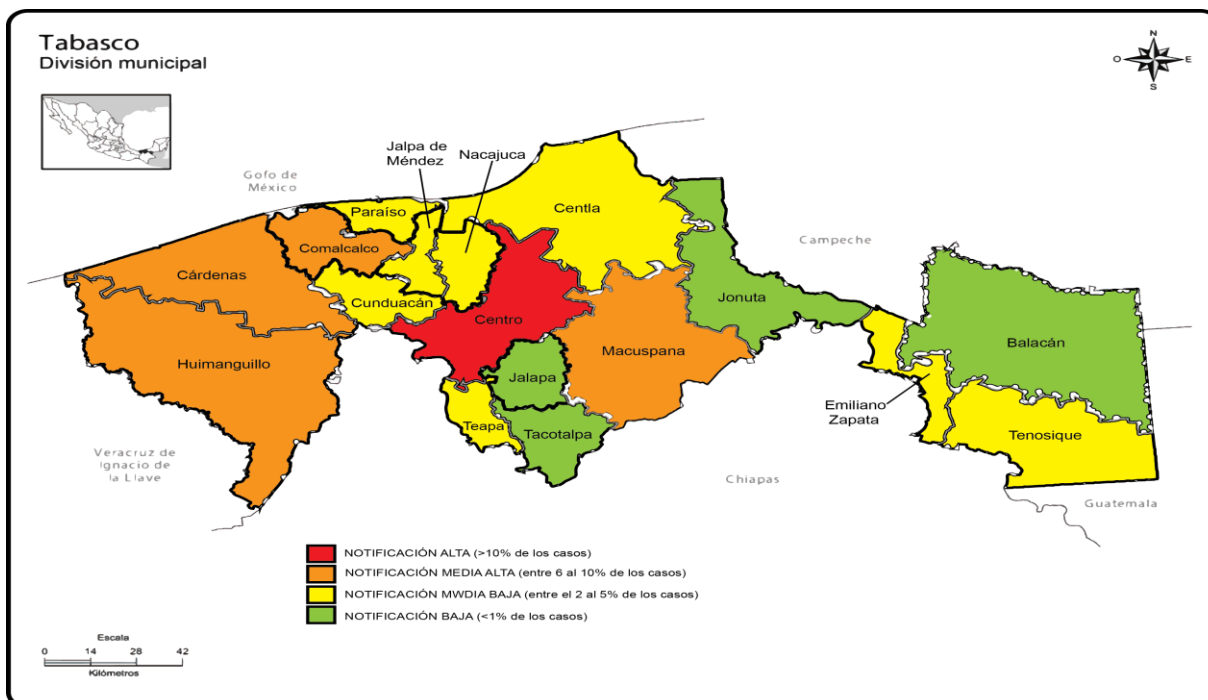 Tabasco
División municipal
N
O
E
S
Jalpa de
Méndez
Nacajuca
Gofo de
México
Paraíso
Centla
Comalcalco
Campeche
Cárdenas
Cunduacán
Jonuta
Centro
Huimanguillo
Macuspana
Balacán
Jalapa
Emiliano
Zapata
Teapa
Tacotalpa
Tenosique
Veracruz de
Ignacio de
la Llave
Chiapas
Guatemala
NOTIFICACIÓN ALTA (>10% de los casos)
NOTIFICACIÓN MEDIA ALTA (entre 6 al 10% de los casos)
NOTIFICACIÓN MWDIA BAJA (entre el 2 al 5% de los casos)
NOTIFICACIÓN BAJA (<1% de los casos)
Escala
0 14 28 42
Kilómetros